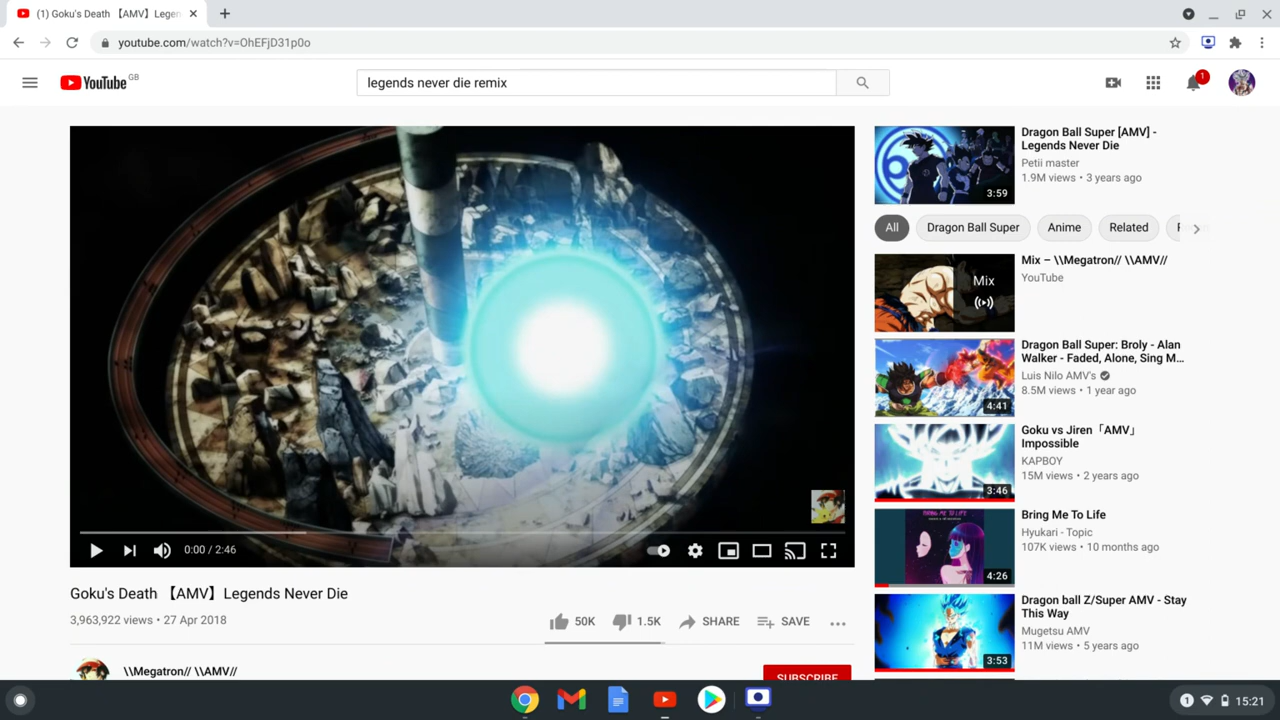 (1) Goku's Death 【AMV】Legen
youtube.com/watch?v=OhEFjD31p0o
YouTube GB
legends never die remix
1
Dragon Ball Super [AMV] -
Legends Never Die
Petii master
1.9M views • 3 years ago
3:59
All
Dragon Ball Super
Anime
Related
Mix – \\Megatron// \\AMV//
YouTube
Mix
Dragon Ball Super: Broly - Alan
Walker - Faded, Alone, Sing M...
Luis Nilo AMV's
8.5M views • 1 year ago
4:41
Goku vs Jiren「AMV」
Impossible
KAPBOY
15M views • 2 years ago
3:46
Bring Me To Life
Hyukari - Topic
107K views • 10 months ago
BRING ME TO LIFE
4:26
Dragon ball Z/Super AMV - Stay
This Way
Mugetsu AMV
11M views • 5 years ago
3:53
0:00 / 2:46
Goku's Death 【AMV】Legends Never Die
3,963,922 views • 27 Apr 2018
50K
1.5K
SHARE
SAVE
\\Megatron// \\AMV//
SUBSCRIBE
1
15:21